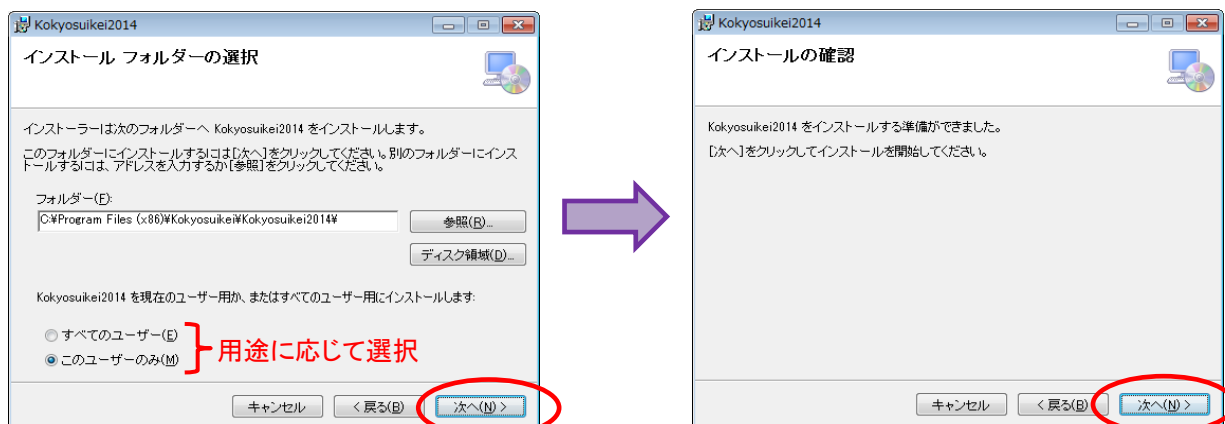 Kokyosuikei2014
インストール フォルダーの選択
インストーラーは次のフォルダーへ Kokyosuikei2014 をインストールします。
このフォルダーにインストールするには[次へ]をクリックしてください。別のフォルダーにインス
トールするには、アドレスを入力するか[参照]をクリックしてください。
フォルダー(F):
C:¥Program Files (x86)¥Kokyosuikei¥Kokyosuikei2014¥
参照(R)...
ディスク領域(D)...
Kokyosuikei2014 を現在のユーザー用か、またはすべてのユーザー用にインストールします:
すべてのユーザー(E)
このユーザーのみ(M)
用途に応じて選択
キャンセル
< 戻る(B)
次へ(N) >
Kokyosuikei2014
インストールの確認
Kokyosuikei2014 をインストールする準備ができました。
[次へ]をクリックしてインストールを開始してください。
キャンセル
< 戻る(B)
次へ(N) >